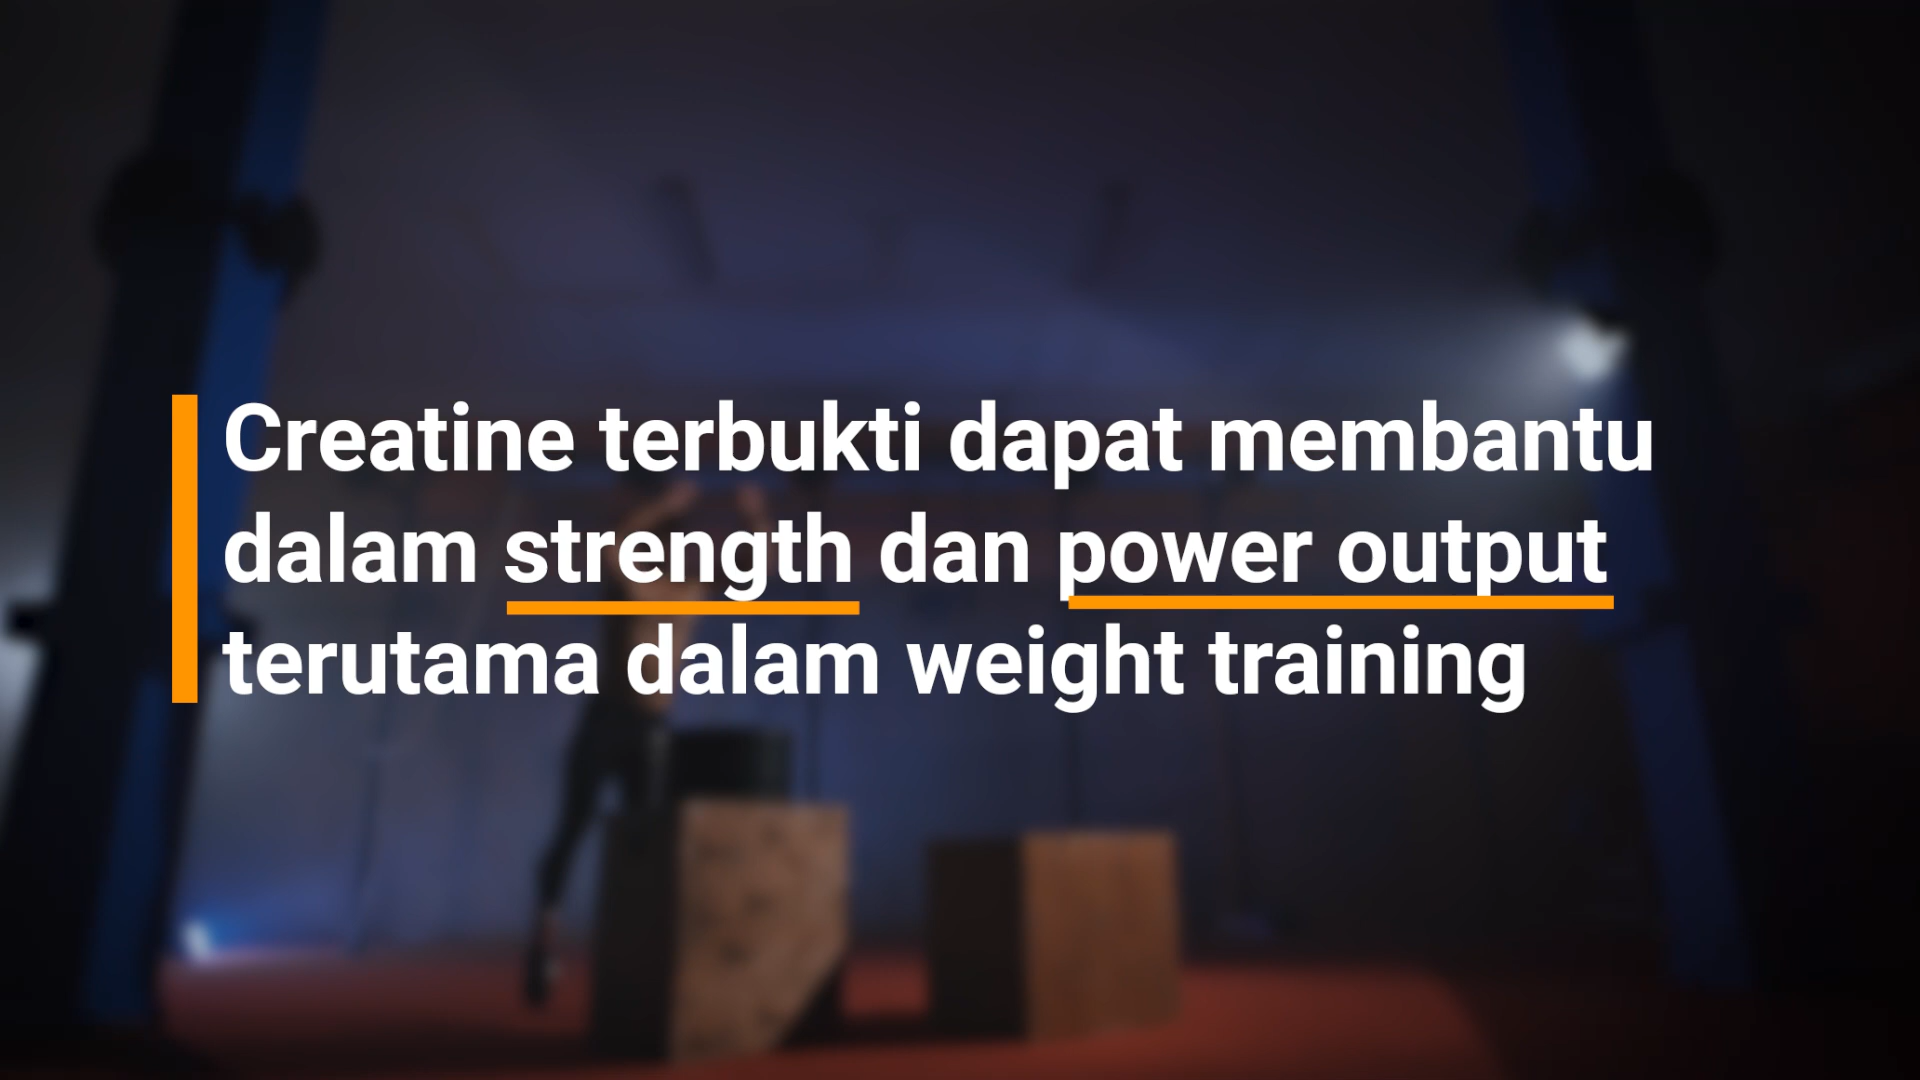 Creatine terbukti dapat membantu
dalam strength dan power output
terutama dalam weight training